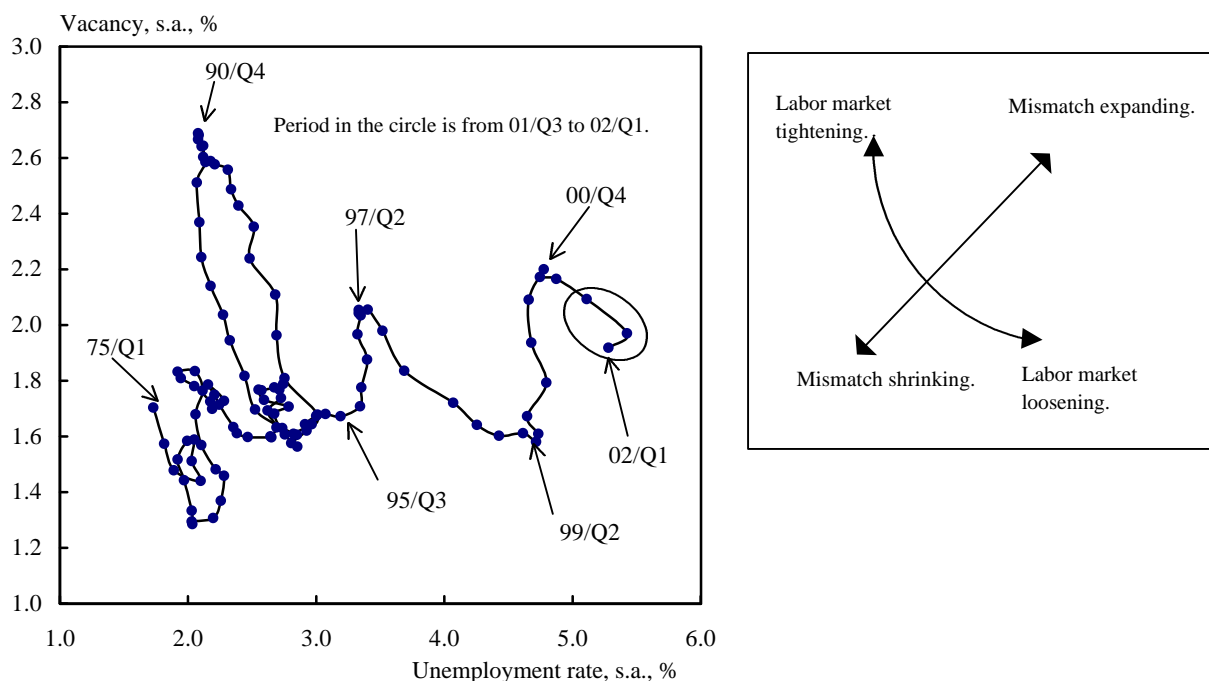 Vacancy, s.a., %
3.0
2.8
2.6
2.4
2.2
2.0
1.8
1.6
1.4
1.2
1.0
1.0
2.0
3.0
4.0
5.0
6.0
Unemployment rate, s.a., %
90/Q4
Period in the circle is from 01/Q3 to 02/Q1.
97/Q2
00/Q4
75/Q1
95/Q3
02/Q1
99/Q2
Labor market
tightening..
Mismatch expanding.
Mismatch shrinking.
Labor market
loosening.